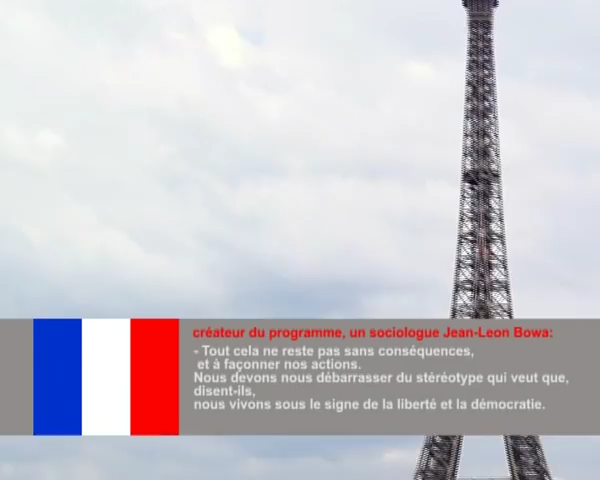 créateur du programme, un sociologue Jean-Leon Bowa:
- Tout cela ne reste pas sans conséquences,
et à façonner nos actions.
Nous devons nous débarrasser du stéréotype qui veut que,
disent-ils,
nous vivons sous le signe de la liberté et la démocratie.